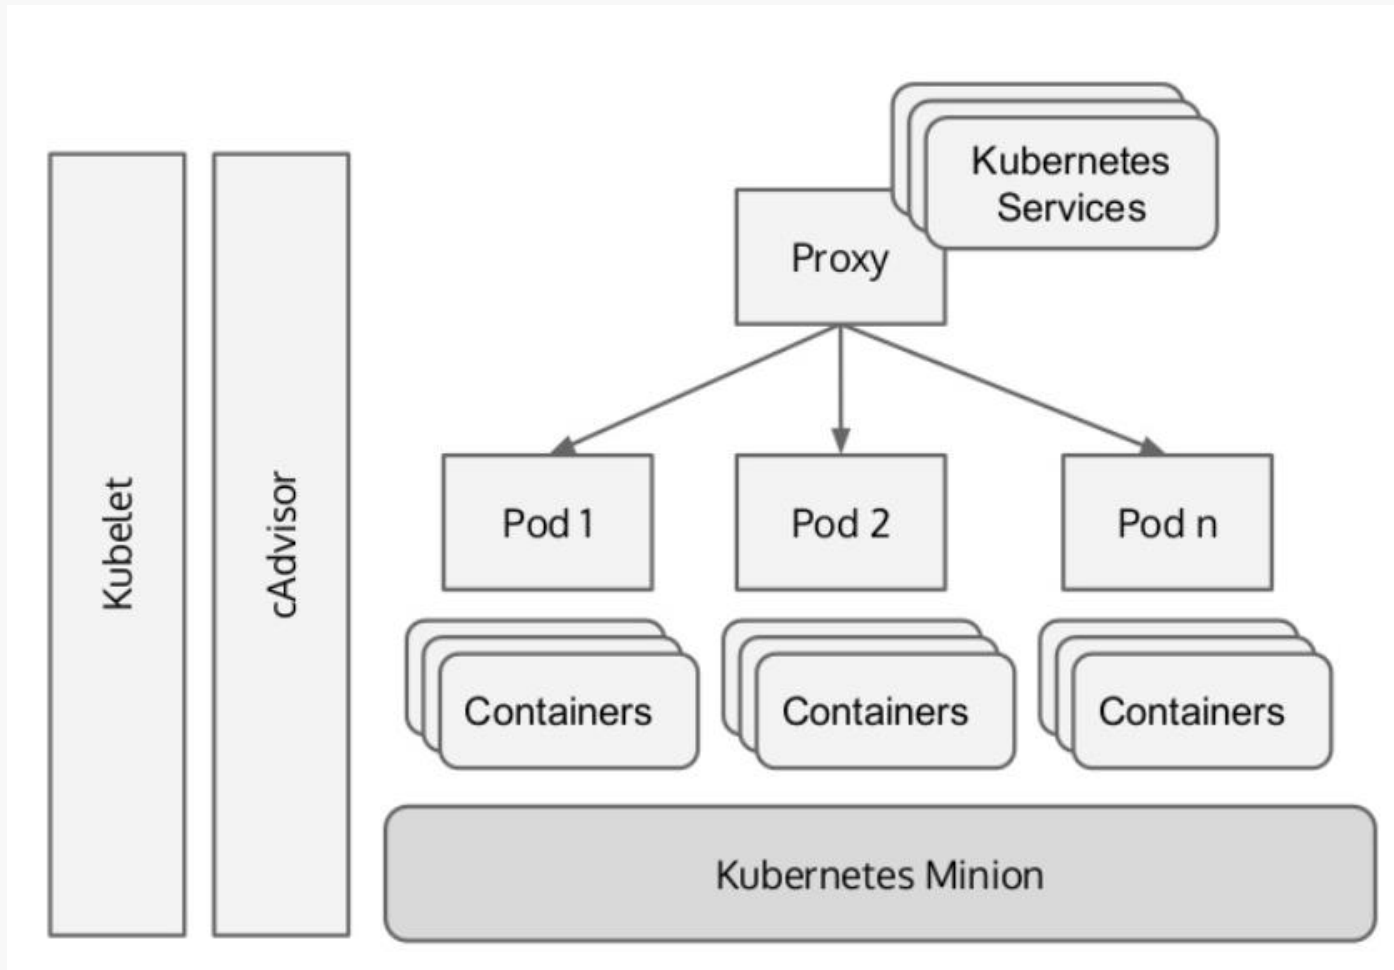 Kubernetes
Services
Proxy
Kubelet
cAdvisor
Pod 1
Pod 2
Pod n
Containers
Containers
Containers
Kubernetes Minion